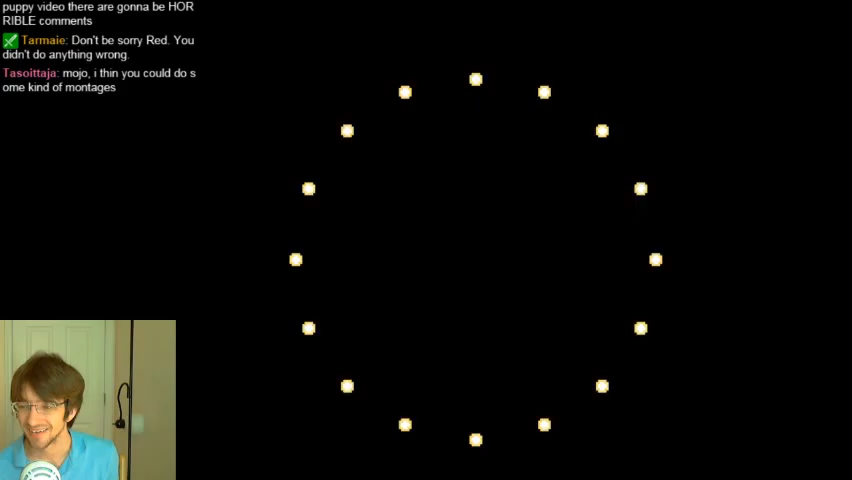 puppy video there are gonna be HOR
RIBLE comments
Tarmaie: Don't be sorry Red. You
didn't do anything wrong.
Tasoittaja: mojo, i thin you could do s
ome kind of montages